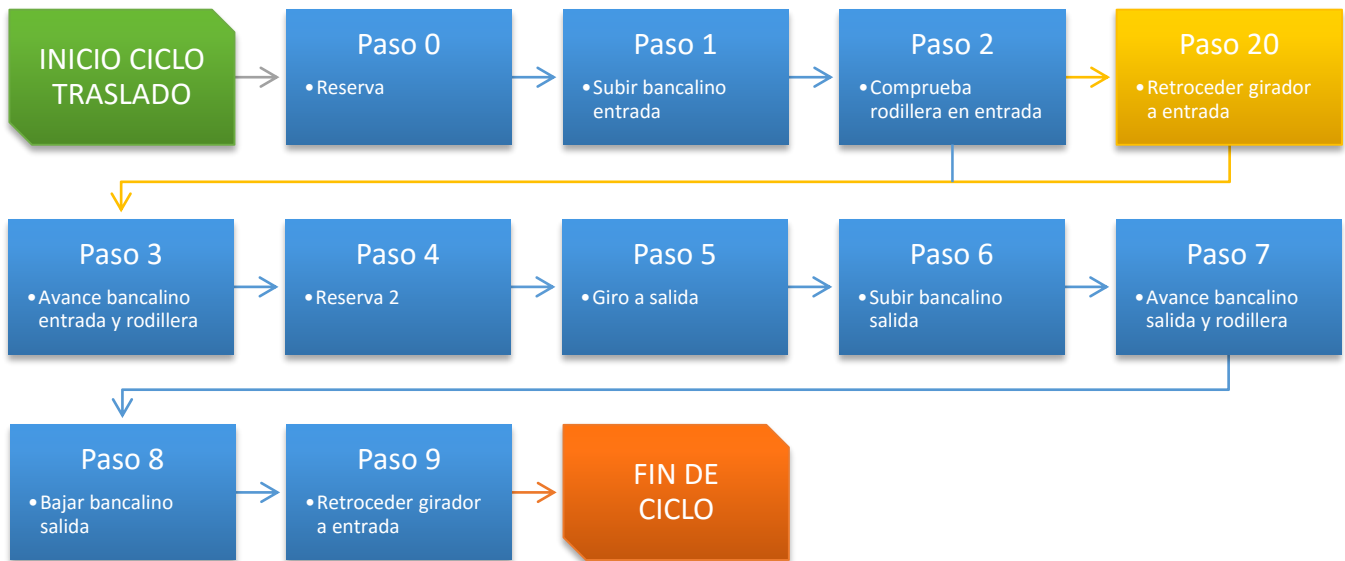 INICIO CICLO
TRASLADO
Paso 0
•Reserva
Paso 1
•Subir bancalino
entrada
Paso 2
•Comprueba
rodillera en entrada
Paso 20
•Retroceder girador
a entrada
Paso 3
•Avance bancalino
entrada y rodillera
Paso 4
•Reserva 2
Paso 5
•Giro a salida
Paso 6
•Subir bancalino
salida
Paso 7
•Avance bancalino
salida y rodillera
Paso 8
•Bajar bancalino
salida
Paso 9
•Retroceder girador
a entrada
FIN DE
CICLO